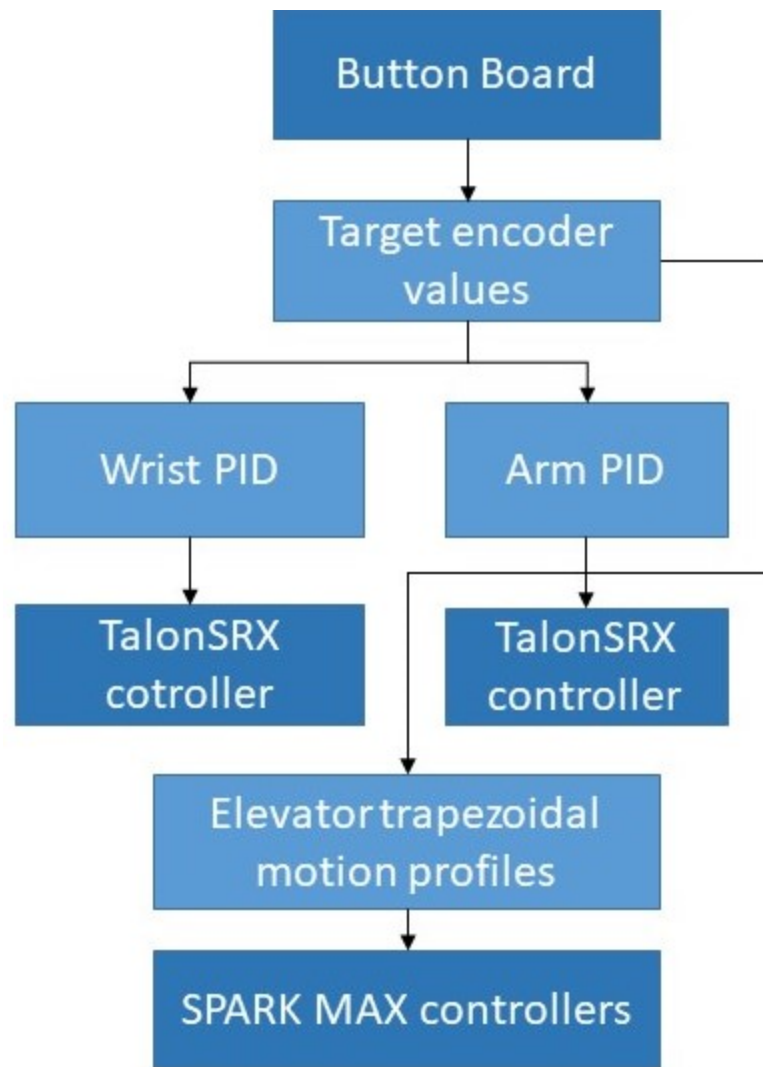 Button Board
Target encoder
values
Wrist PID
Arm PID
TalonSRX
cotroller
TalonSRX
controller
Elevator trapezoidal
motion profiles
SPARK MAX controllers